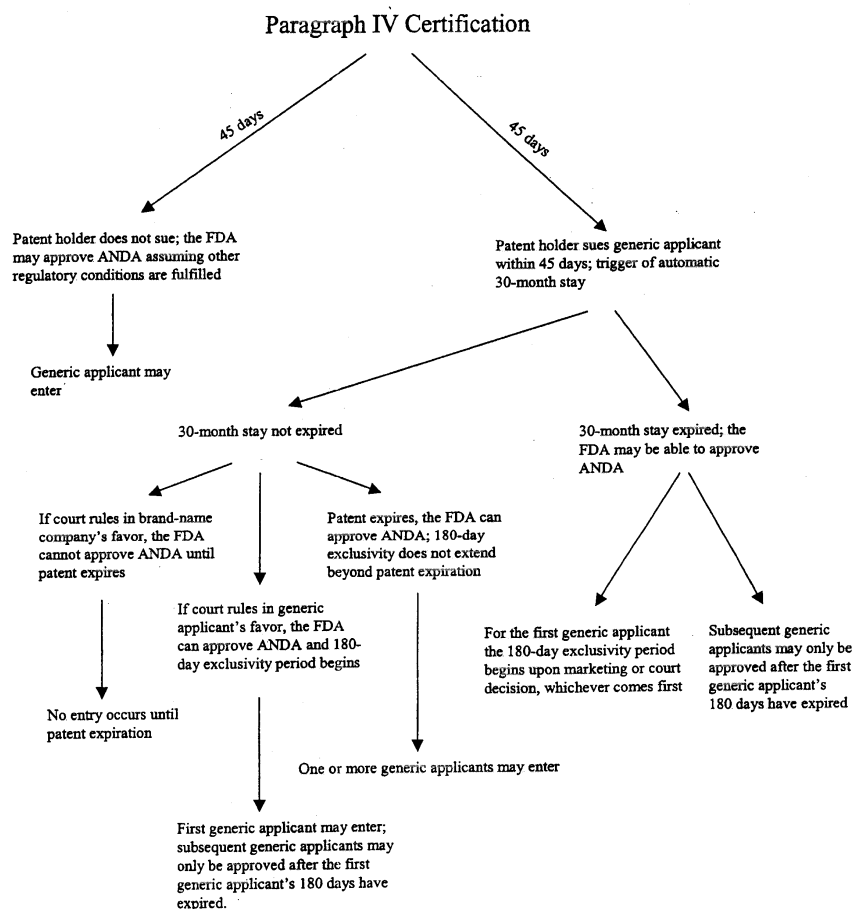 Paragraph IV Certification
45 days
45 days
Patent holder does not sue; the FDA
may approve ANDA assuming other
regulatory conditions are fulfilled
Patent holder sues generic applicant
within 45 days; trigger of automatic
30-month stay
Generic applicant may
enter
30-month stay not expired
30-month stay expired; the
FDA may be able to approve
ANDA
If court rules in brand-name
company's favor, the FDA
cannot approve ANDA until
patent expires
Patent expires, the FDA can
approve ANDA; 180-day
exclusivity does not extend
beyond patent expiration
If court rules in generic
applicant's favor, the FDA
can approve ANDA and 180-
day exclusivity period begins
For the first generic applicant
the 180-day exclusivity period
begins upon marketing or court
decision, whichever comes first
Subsequent generic
applicants may only be
approved after the first
generic applicant's
180 days have expired
No entry occurs until
patent expiration
One or more generic applicants may enter
First generic applicant may enter;
subsequent generic applicants may
only be approved after the first
generic applicant's 180 days have
expired.